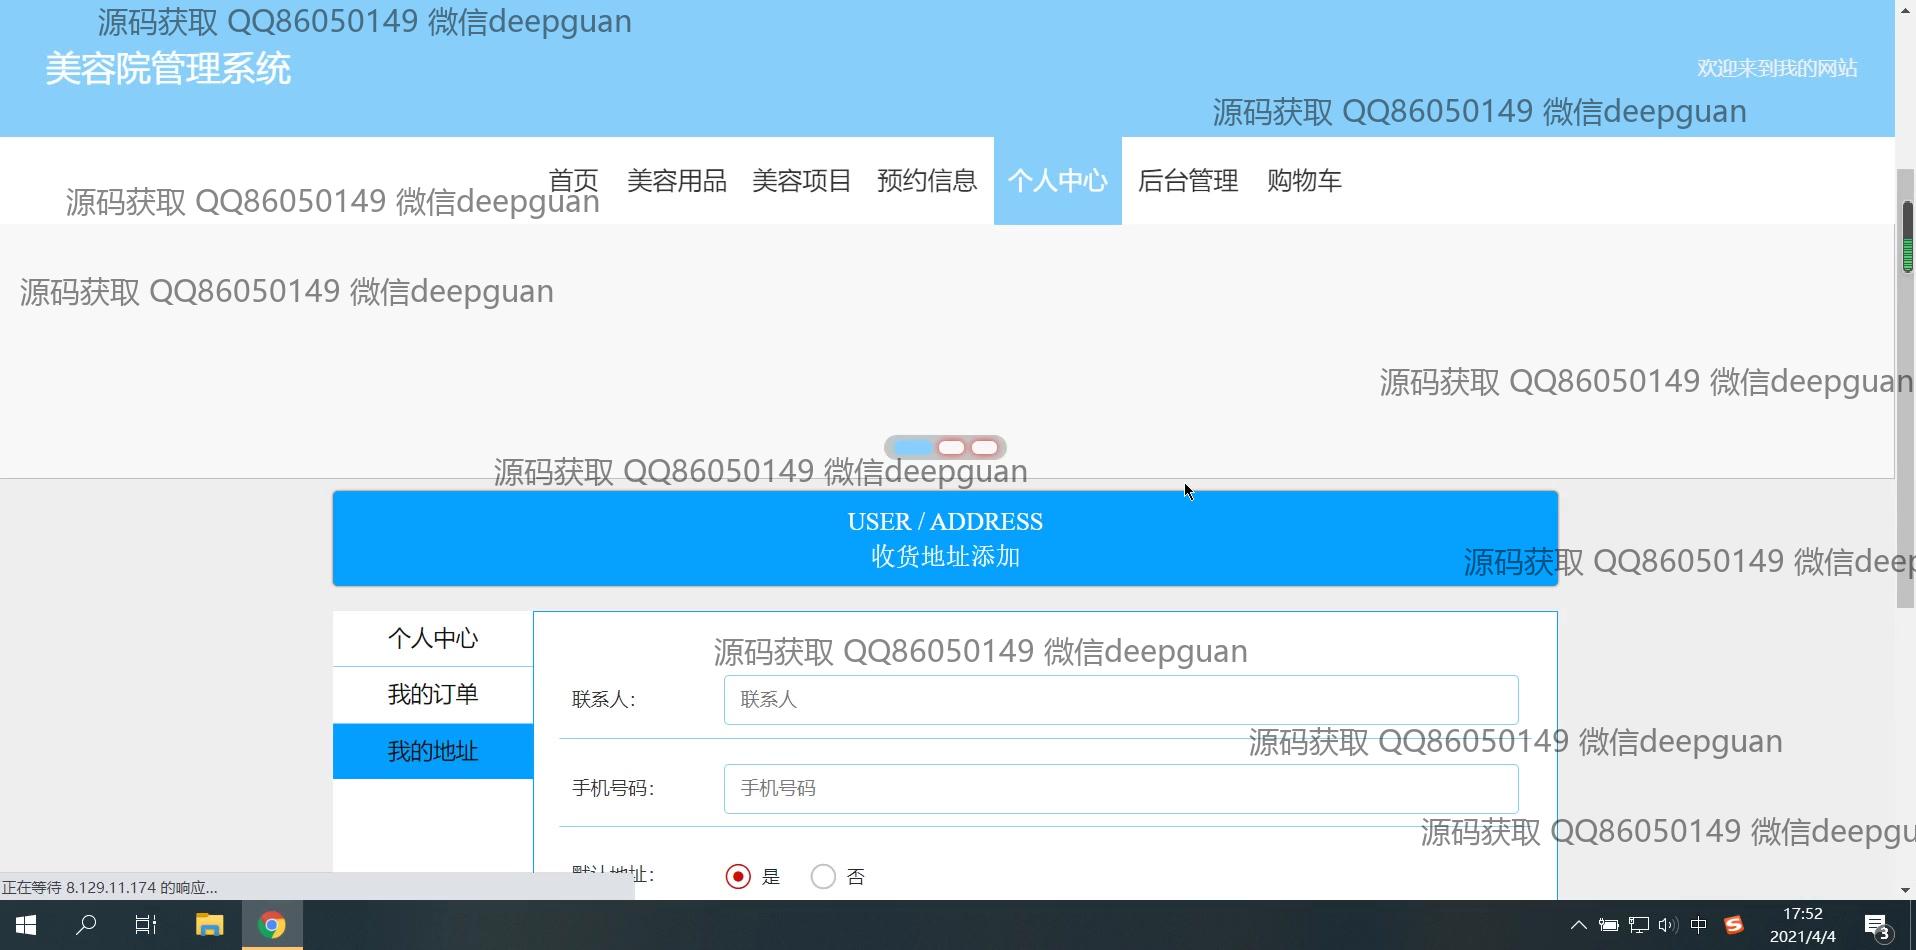 源码获取 QQ86050149 微信deepguan
美容院管理系统
欢迎来到我的网站
源码获取 QQ86050149 微信deepguan
首页 美容用品 美容项目 预约信息 个人中心 后台管理 购物车
源码获取 QQ86050149 微信deepguan
源码获取 QQ86050149 微信deepguan
源码获取 QQ86050149 微信deepguan
源码获取 QQ86050149 微信deepguan
USER / ADDRESS
收货地址添加
源码获取 QQ86050149 微信deep
个人中心
源码获取 QQ86050149 微信deepguan
我的订单
联系人: 联系人
我的地址
源码获取 QQ86050149 微信deepguan
手机号码: 手机号码
源码获取 QQ86050149 微信deepgu
默认地址: 是 否
正在等待 8.129.11.174 的响应...
中
17:52
2021/4/4
3